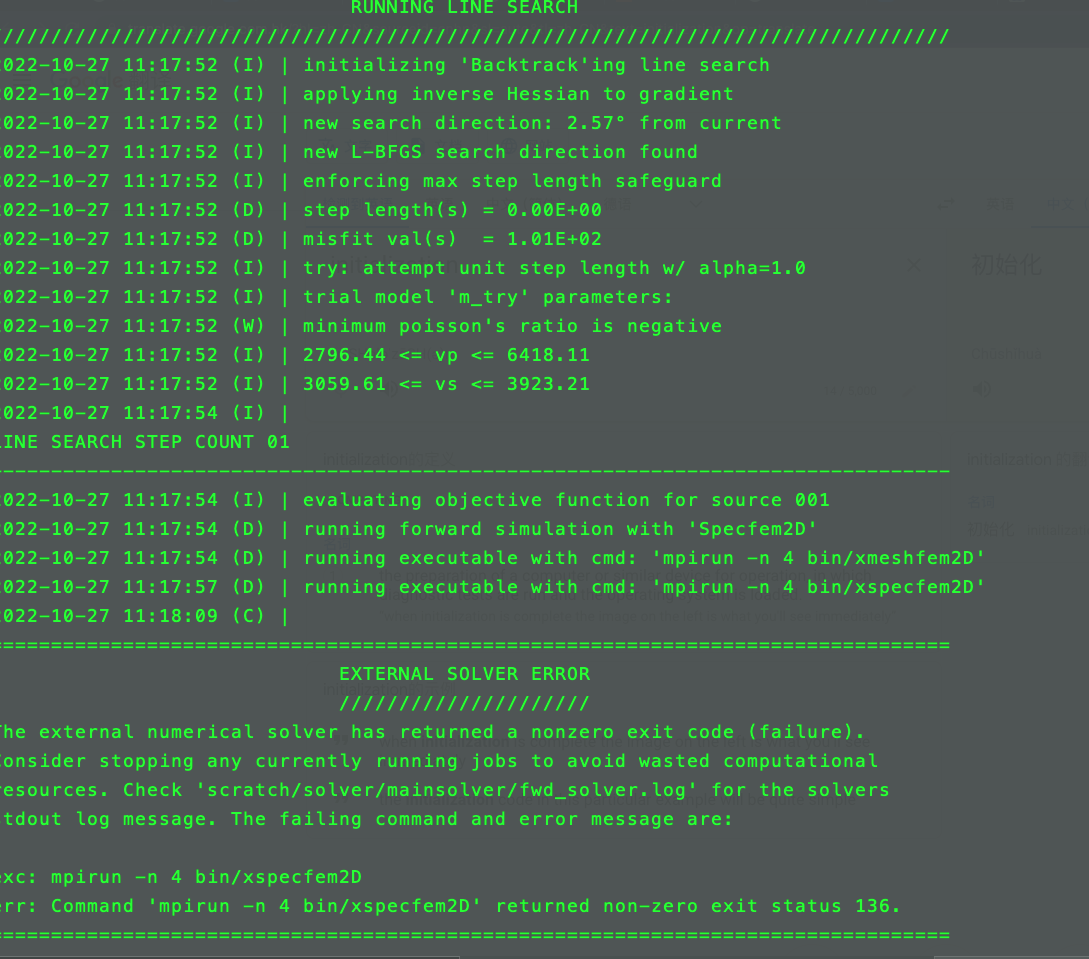 RUNNING LINE SEARCH
////////////////////////////////////////////////////////////////////////////////
022-10-27 11:17:52 (I) | initializing 'Backtrack'ing line search
022-10-27 11:17:52 (I) | applying inverse Hessian to gradient
022-10-27 11:17:52 (I) | new search direction: 2.57° from current
022-10-27 11:17:52 (I) | new L-BFGS search direction found
022-10-27 11:17:52 (I) | enforcing max step length safeguard
022-10-27 11:17:52 (D) | step length(s) = 0.00E+00
022-10-27 11:17:52 (D) | misfit val(s)  = 1.01E+02
022-10-27 11:17:52 (I) | try: attempt unit step length w/ alpha=1.0
022-10-27 11:17:52 (I) | trial model 'm_try' parameters:
022-10-27 11:17:52 (W) | minimum poisson's ratio is negative
022-10-27 11:17:52 (I) | 2796.44 <= vp <= 6418.11
022-10-27 11:17:52 (I) | 3059.61 <= vs <= 3923.21
022-10-27 11:17:54 (I) |
INE SEARCH STEP COUNT 01
--------------------------------------------------------------------------------
022-10-27 11:17:54 (I) | evaluating objective function for source 001
022-10-27 11:17:54 (D) | running forward simulation with 'Specfem2D'
022-10-27 11:17:54 (D) | running executable with cmd: 'mpirun -n 4 bin/xmeshfem2D'
022-10-27 11:17:57 (D) | running executable with cmd: 'mpirun -n 4 bin/xspecfem2D'
022-10-27 11:18:09 (C) |
================================================================================
EXTERNAL SOLVER ERROR
/////////////////////
The external numerical solver has returned a nonzero exit code (failure).
onsider stopping any currently running jobs to avoid wasted computational
resources. Check 'scratch/solver/mainsolver/fwd_solver.log' for the solvers
tdout log message. The failing command and error message are:
exc: mpirun -n 4 bin/xspecfem2D
err: Command 'mpirun -n 4 bin/xspecfem2D' returned non-zero exit status 136.
================================================================================
初始化